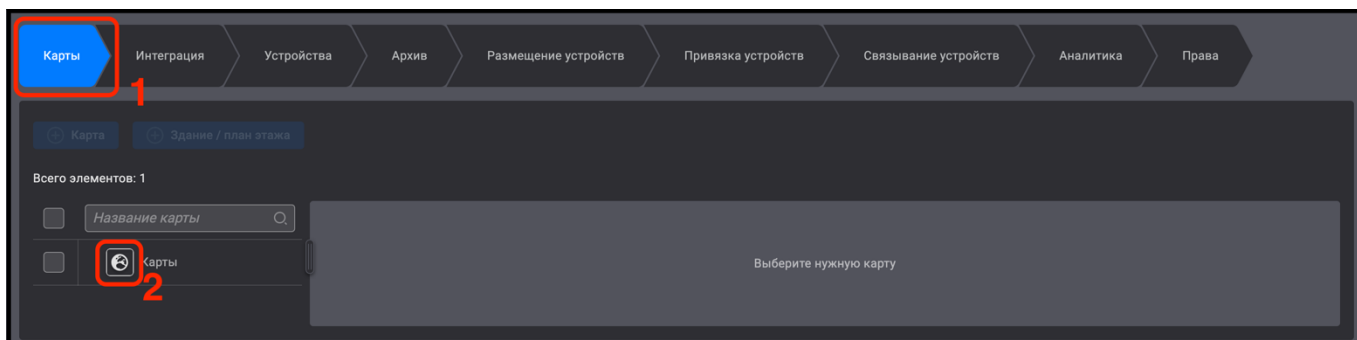 Карты Интеграция Устройства Архив Размещение устройств Привязка устройств Связывание устройств Аналитика Права
1
Карта Здание / план этажа
Всего элементов: 1
Название карты
Карты Выберите нужную карту
2